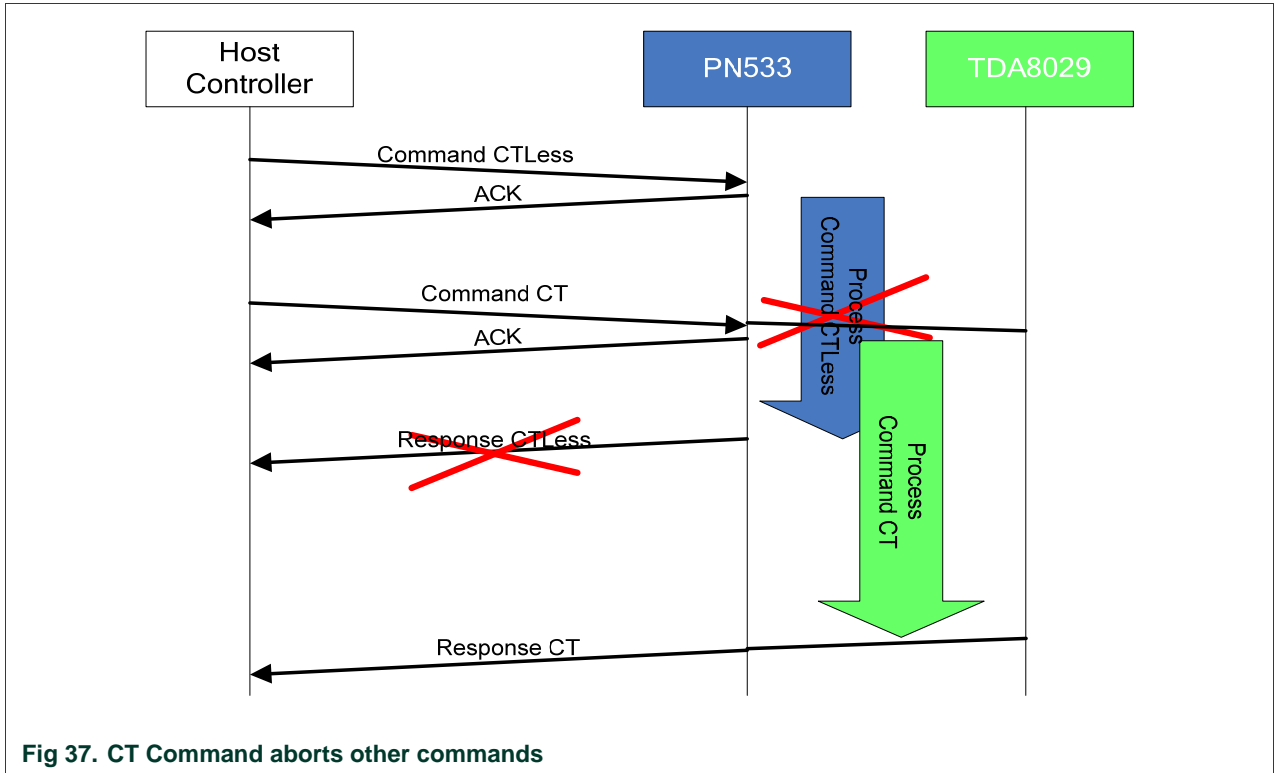 Host
Controller
PN533
TDA8029
Command CTLess
ACK
Process
Command CTLess
Command CT
ACK
Response CTLess
Process
Command CT
Response CT
Fig 37. CT Command aborts other commands